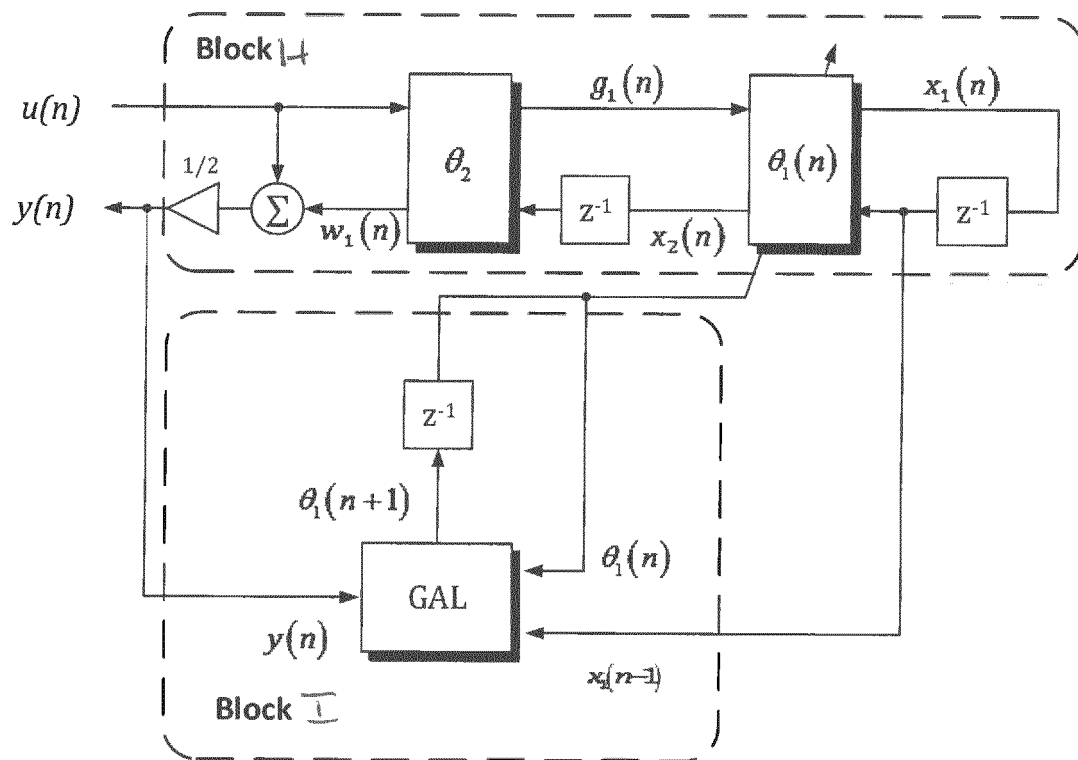 Block H
u(n)
g₁(n)
x₁(n)
1/2
θ₂
θ₁(n)
y(n)
Σ
z⁻¹
z⁻¹
w₁(n)
x₂(n)
z⁻¹
θ₁(n+1)
θ₁(n)
GAL
y(n)
x₁(n−1)
Block I